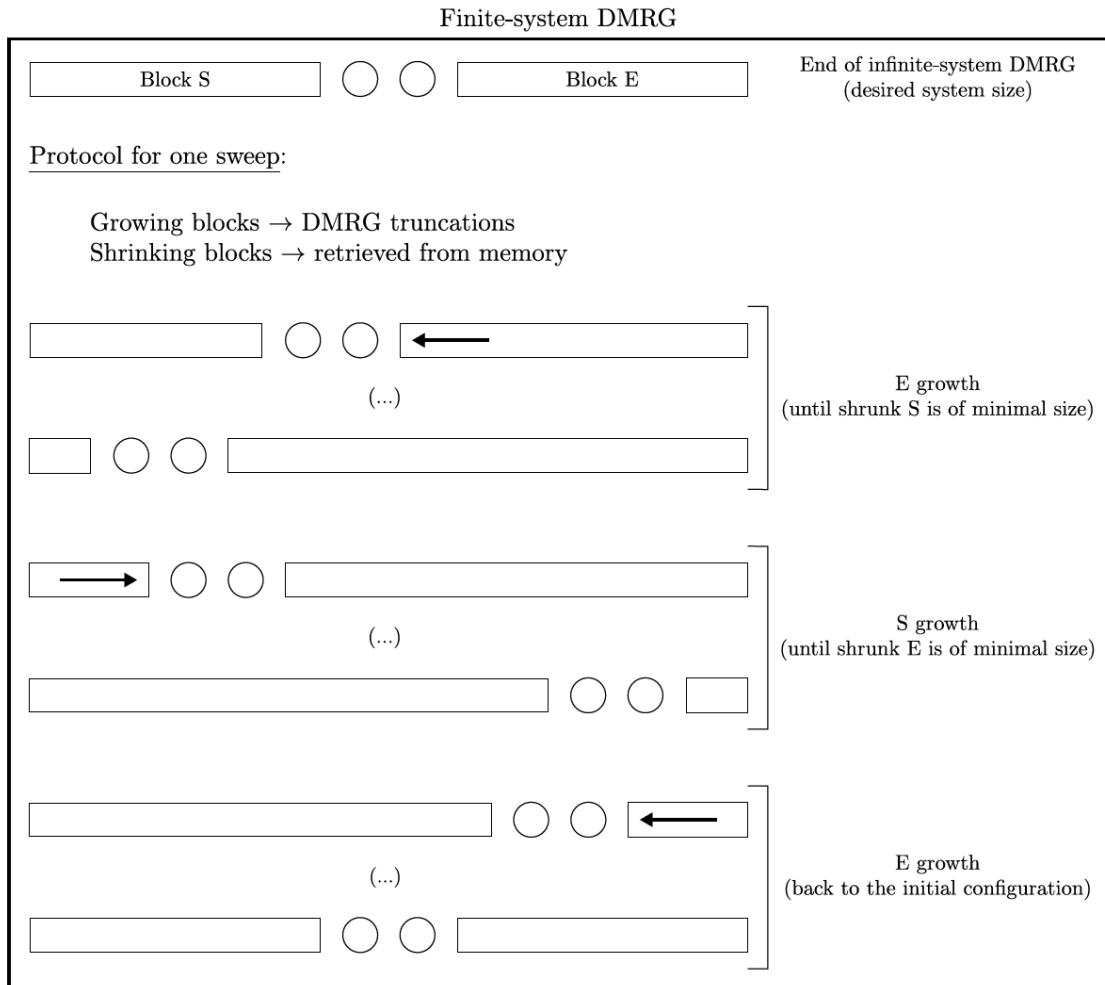 Finite-system DMRG
Block S
Block E
End of infinite-system DMRG
(desired system size)
Protocol for one sweep:
Growing blocks → DMRG truncations
Shrinking blocks → retrieved from memory
(...)
E growth
(until shrunk S is of minimal size)
(...)
S growth
(until shrunk E is of minimal size)
(...)
E growth
(back to the initial configuration)